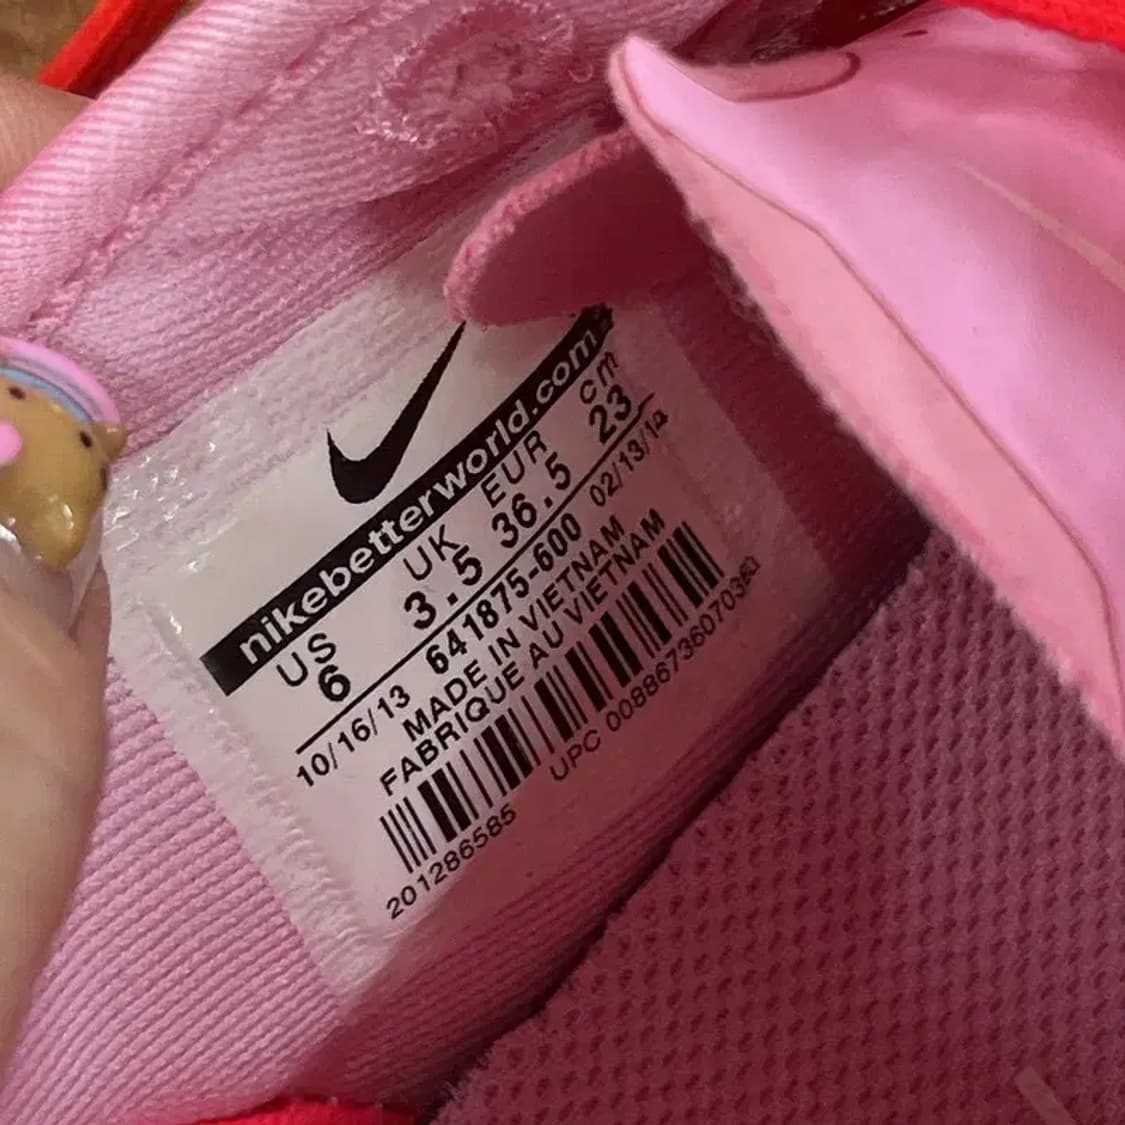 nikebetterworld.com
US UK EUR cm
6 3.5 36.5 23
10/16/13 641875-600 02/13/14
MADE IN VIETNAM
FABRIQUE AU VIETNAM
201286585 UPC 00886736070363